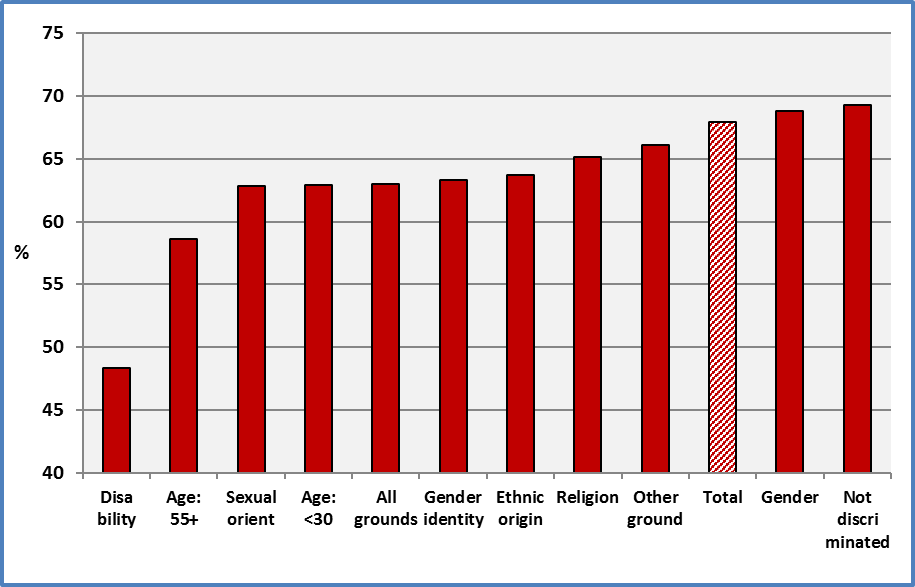 75
70
65
60
55
50
45
40
%
Disa
bility
Age:
55+
Sexual
orient
Age:
<30
All
grounds
Gender
identity
Ethnic
origin
Religion
Other
ground
Total
Gender
Not
discri
minated